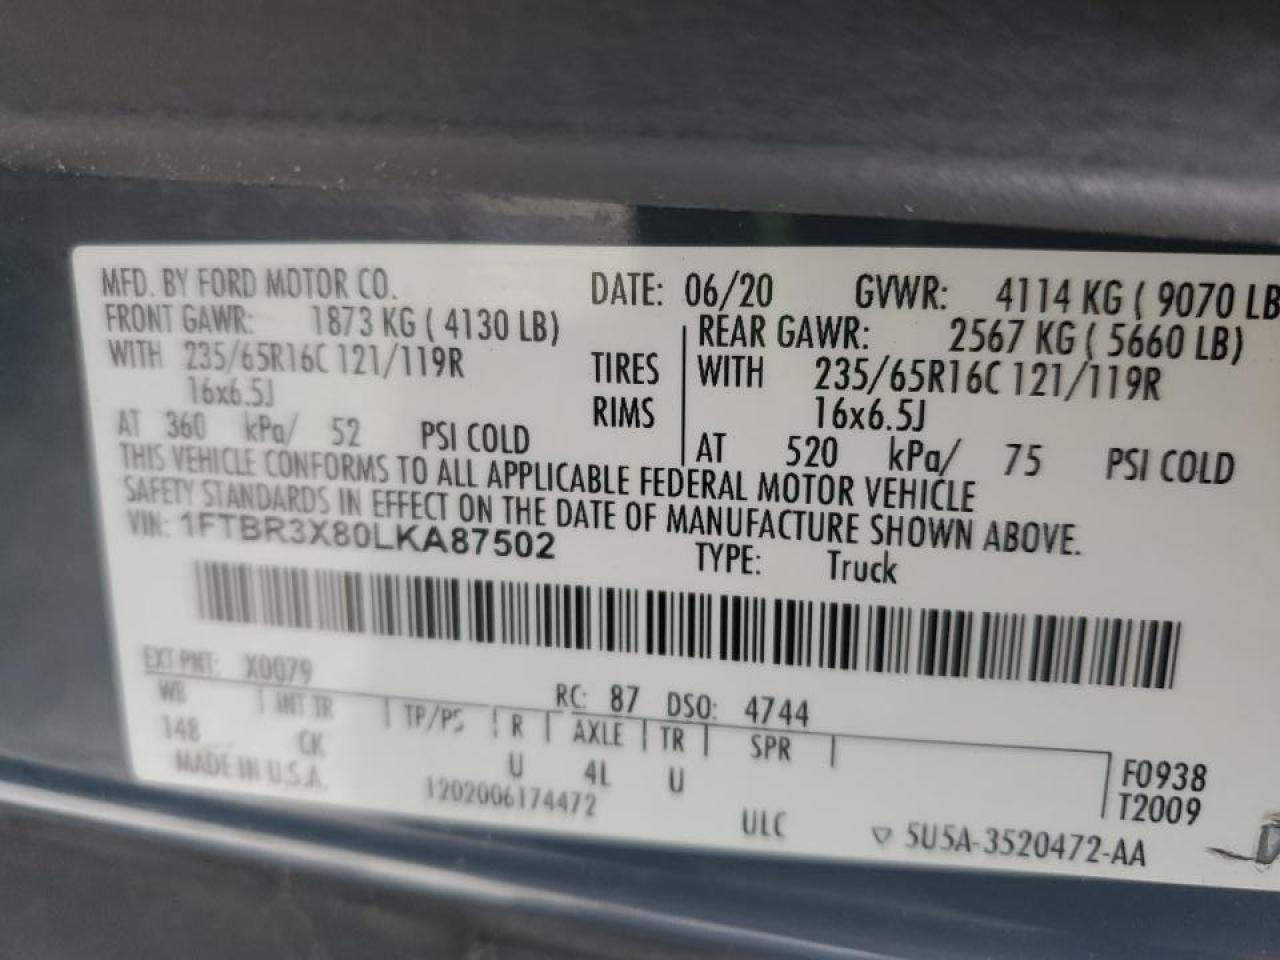 MFD. BY FORD MOTOR CO. DATE: 06/20 GVWR: 4114 KG ( 9070 LB
FRONT GAWR: 1873 KG ( 4130 LB) REAR GAWR: 2567 KG ( 5660 LB)
WITH 235/65R16C 121/119R TIRES WITH 235/65R16C 121/119R
16x6.5J RIMS 16x6.5J
AT 360 kPa/ 52 PSI COLD AT 520 kPa/ 75 PSI COLD
THIS VEHICLE CONFORMS TO ALL APPLICABLE FEDERAL MOTOR VEHICLE
SAFETY STANDARDS IN EFFECT ON THE DATE OF MANUFACTURE SHOWN ABOVE.
VIN: 1FTBR3X80LKA87502 TYPE: Truck
EXT PNT: X0079 RC: 87 DSO: 4744
WB INT TR TP/PS R AXLE TR SPR
148 CK U 4L U F0938
T2009
MADE IN U.S.A. 1202006174472 ULC ▽ 5U5A-3520472-AA